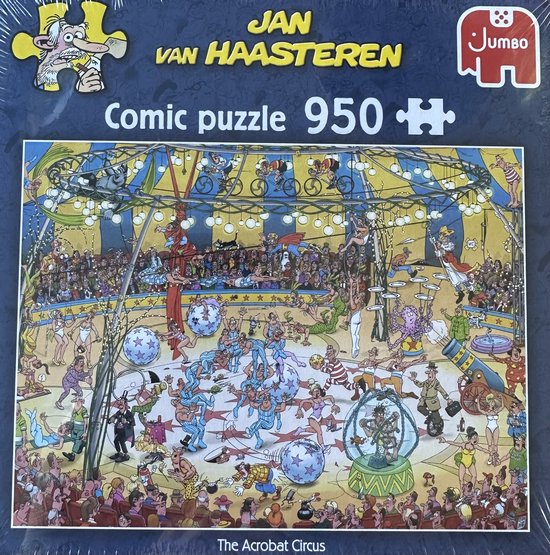 JAN
VAN HAASTEREN
Jumbo
Comic puzzle 950
The Acrobat Circus